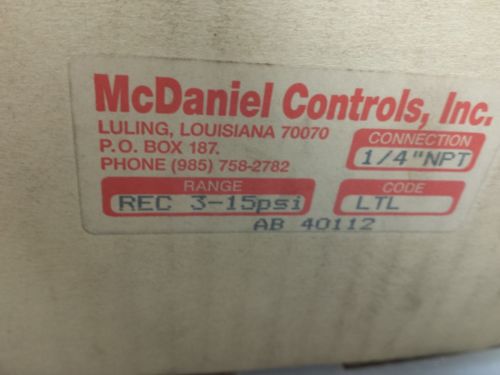 McDaniel Controls, Inc.
LULING, LOUISIANA 70070
P.O. BOX 187.
PHONE (985) 758-2782
CONNECTION
1/4"NPT
RANGE
REC 3-15psi
CODE
LTL
AB 40112